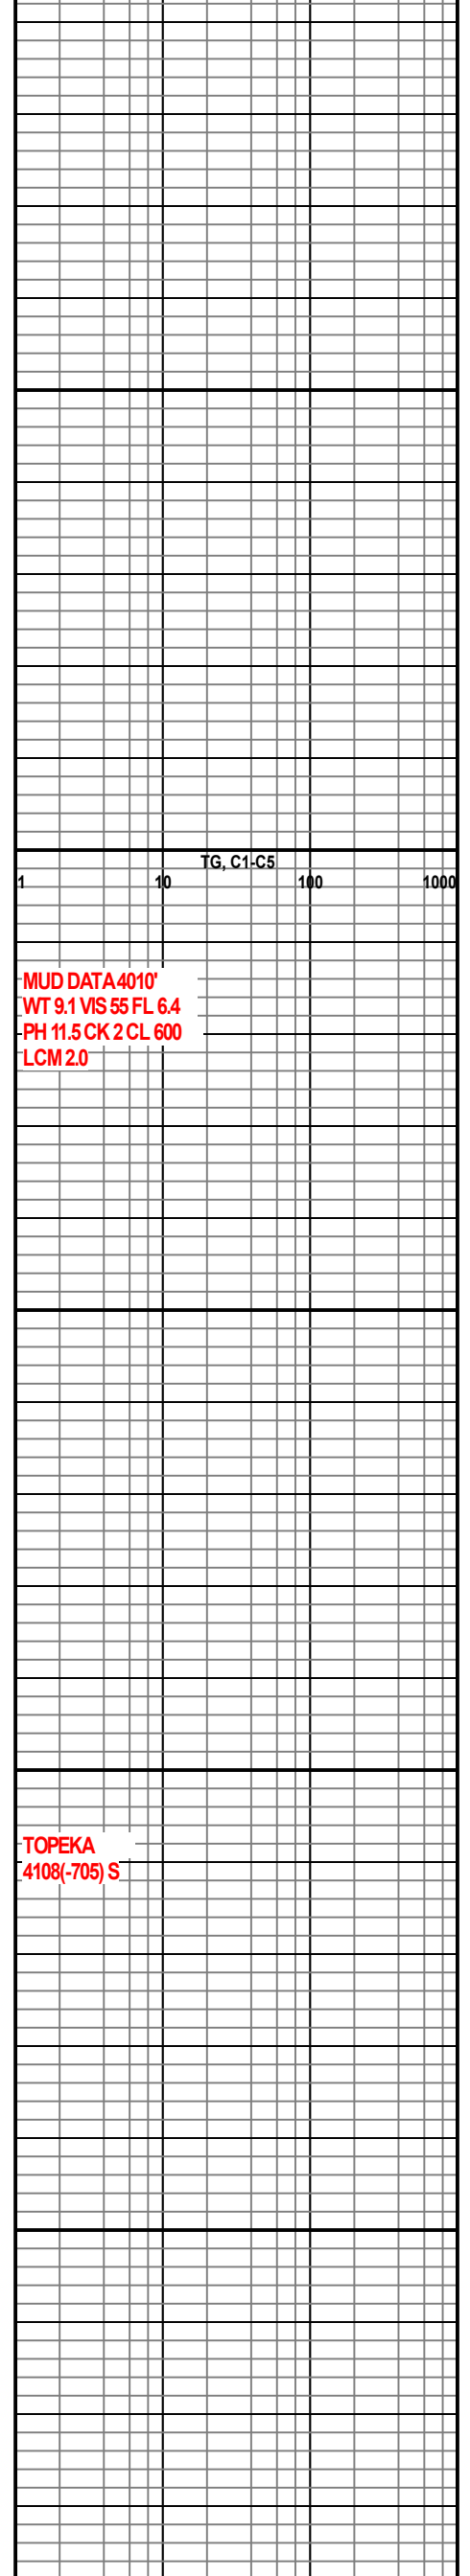 TG, C1-C5
1 10 100 1000
MUD DATA 4010'
WT 9.1 VIS 55 FL 6.4
PH 11.5 CK 2 CL 600
LCM 2.0
TOPEKA
4108(-705) S